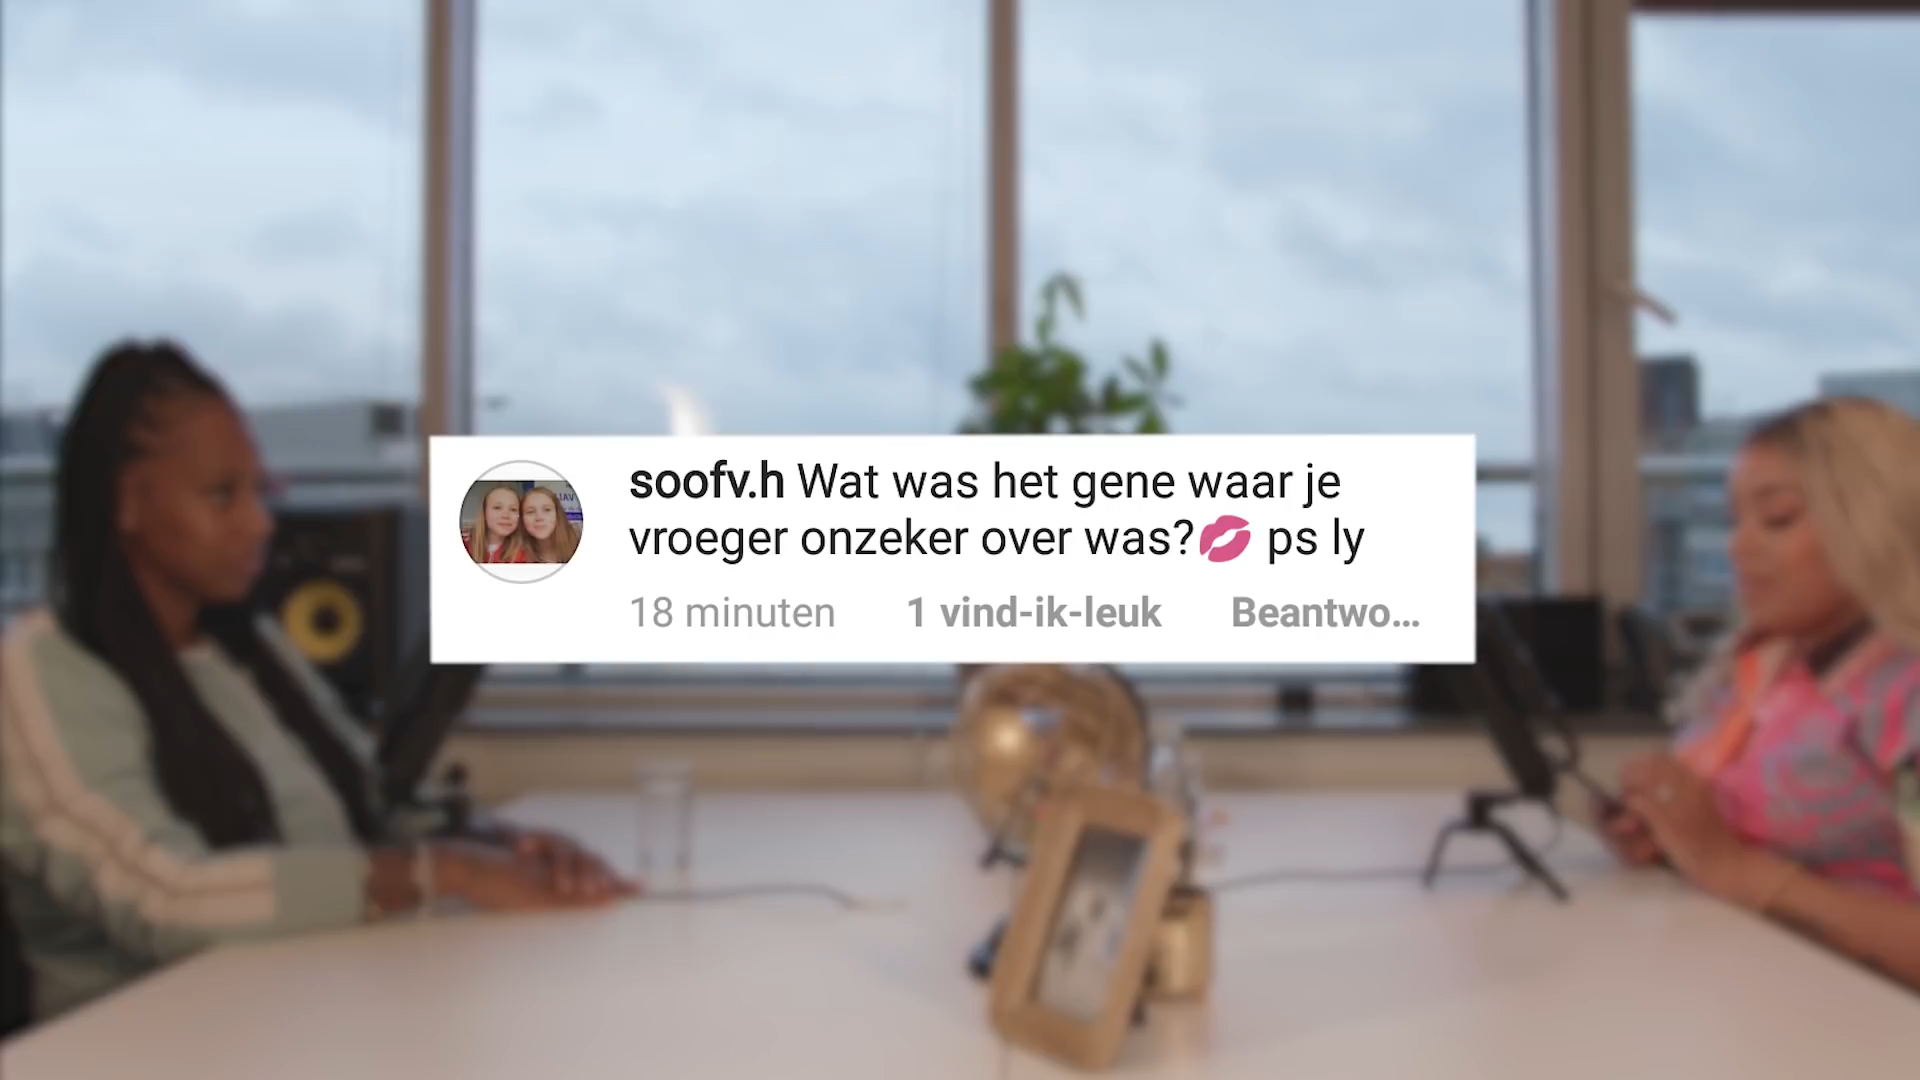 soofv.h Wat was het gene waar je
vroeger onzeker over was?💋 ps ly
18 minuten 1 vind-ik-leuk Beantwo...